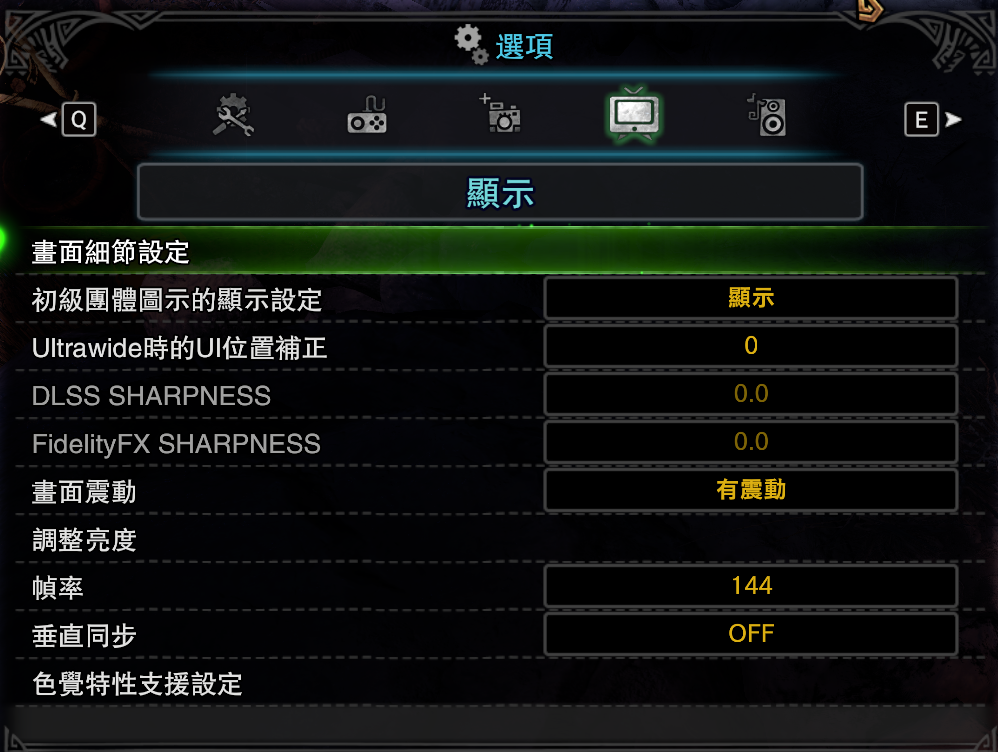 選項
Q
E
顯示
畫面細節設定
初級團體圖示的顯示設定 顯示
Ultrawide時的UI位置補正 0
DLSS SHARPNESS 0.0
FidelityFX SHARPNESS 0.0
畫面震動 有震動
調整亮度
幀率 144
垂直同步 OFF
色覺特性支援設定